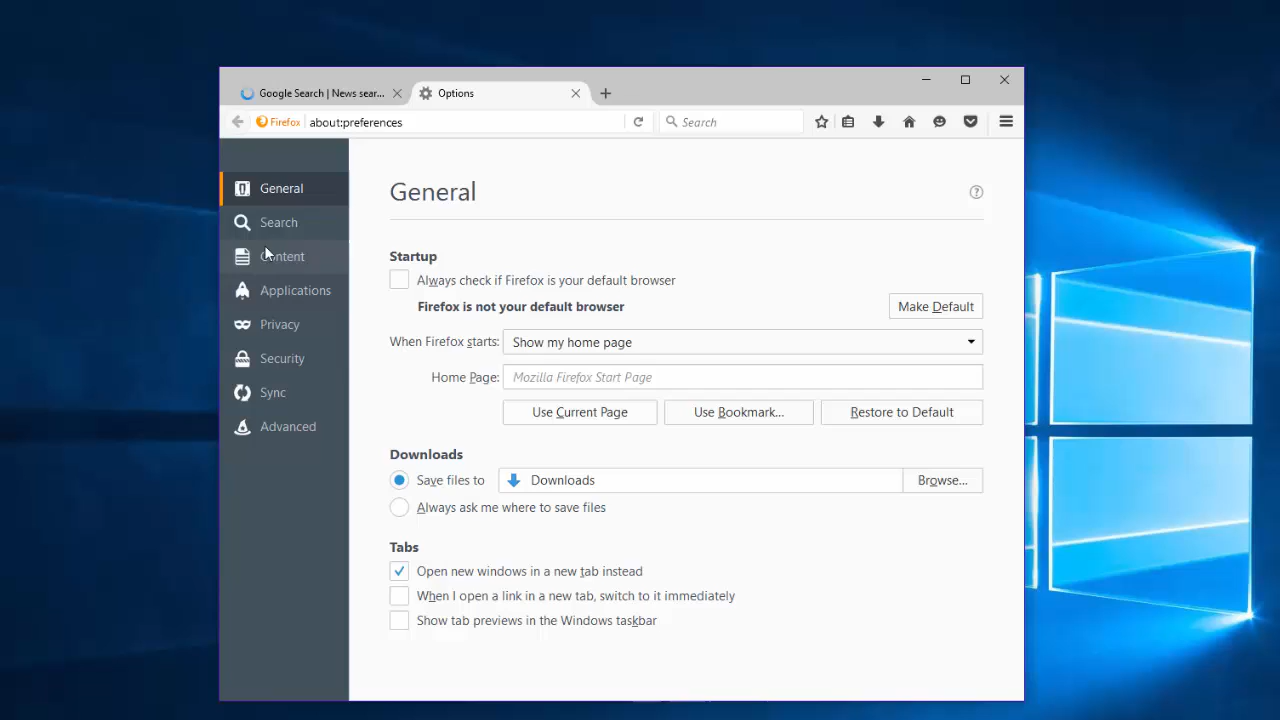 Google Search | News sear...
Options
Firefox about:preferences
Search
General
Search
Content
Applications
Privacy
Security
Sync
Advanced
General
Startup
Always check if Firefox is your default browser
Firefox is not your default browser
Make Default
When Firefox starts: Show my home page
Home Page: Mozilla Firefox Start Page
Use Current Page Use Bookmark... Restore to Default
Downloads
Save files to Downloads Browse...
Always ask me where to save files
Tabs
Open new windows in a new tab instead
When I open a link in a new tab, switch to it immediately
Show tab previews in the Windows taskbar